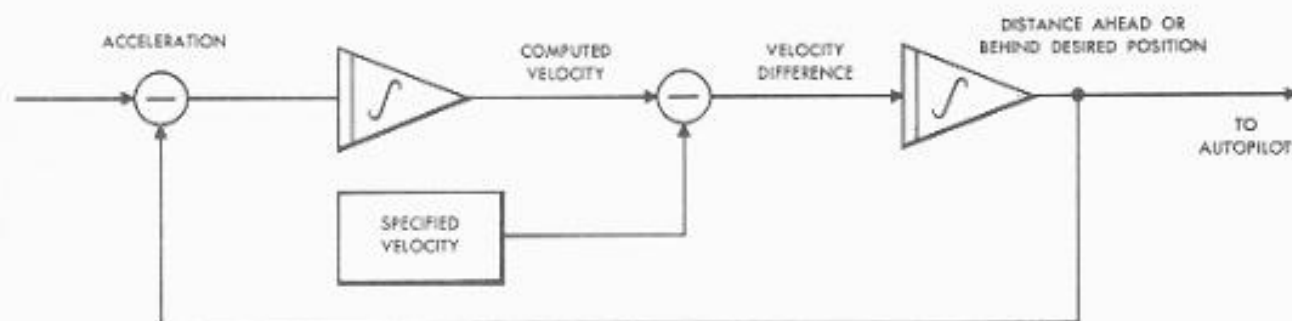 ACCELERATION
COMPUTED
VELOCITY
VELOCITY
DIFFERENCE
DISTANCE AHEAD OR
BEHIND DESIRED POSITION
TO
AUTOPILOT
SPECIFIED
VELOCITY